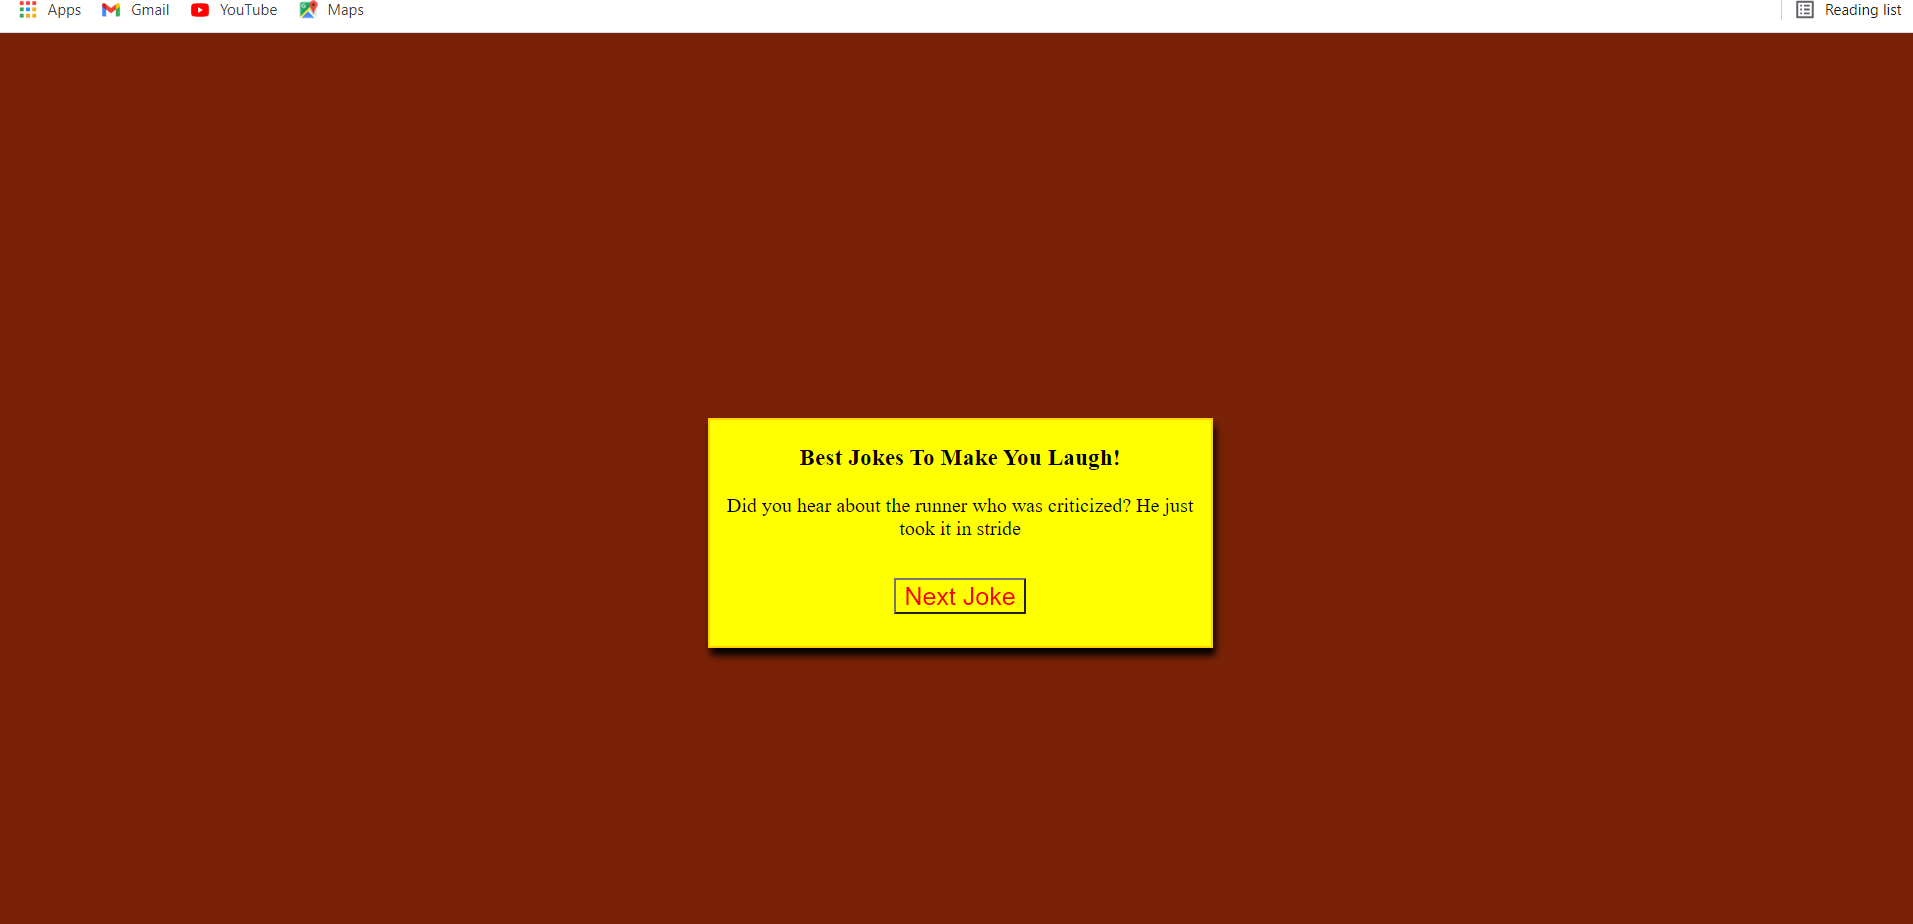 Apps Gmail YouTube Maps Reading list
Best Jokes To Make You Laugh!
Did you hear about the runner who was criticized? He just
took it in stride
Next Joke